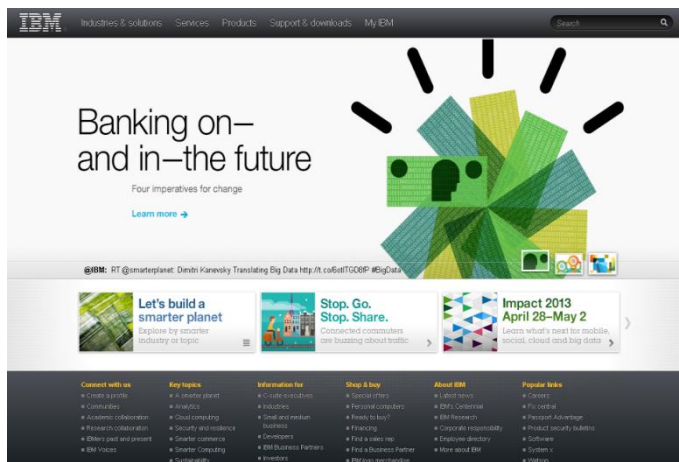 IBM
Industries & solutions Services Products Support & downloads My IBM
Search
Banking on–
and in–the future
Four imperatives for change
Learn more →
@IBM: RT @smarterplanet: Dimitri Kanevsky Translating Big Data #BigData
Let's build a
smarter planet
Explore by smarter
industry or topic
Stop. Go.
Stop. Share.
Connected commuters
are buzzing about traffic
Impact 2013
April 28–May 2
Learn what's next for mobile,
social, cloud and big data
Connect with us
Create a profile
Communities
Academic collaboration
Research collaboration
IBMers past and present
IBM Voices
Key topics
A smarter planet
Analytics
Cloud computing
Security and resilience
Smarter commerce
Smarter Computing
Sustainability
Information for
C-suite executives
Industries
Small and medium
business
Developers
IBM Business Partners
Investors
Shop & buy
Special offers
Personal computers
Ready to buy?
Financing
Find a sales rep
Find a Business Partner
IBM logo merchandise
About IBM
Latest news
IBM's Centennial
IBM Research
Corporate responsibility
Employee directory
More about IBM
Popular links
Careers
Fix central
Passport Advantage
Product security bulletins
Software
System x
Watson